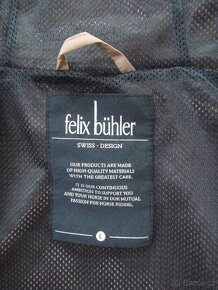 felix bühler
SWISS · DESIGN
OUR PRODUCTS ARE MADE
OF HIGH-QUALITY MATERIALS
WITH THE GREATEST CARE.
IT IS OUR CONTINUOUS
AMBITION TO SUPPORT YOU
AND YOUR HORSE IN OUR MUTUAL
PASSION FOR HORSE RIDING.
L